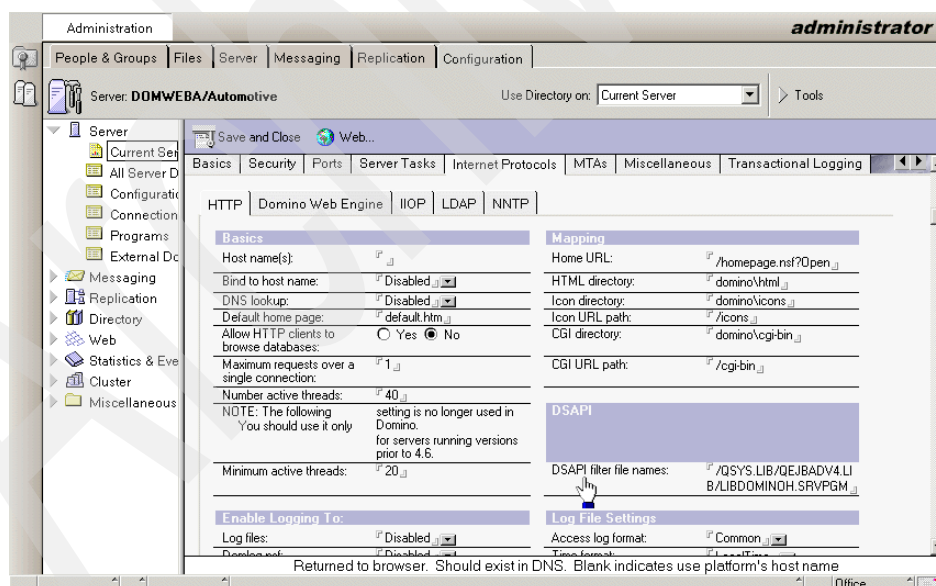 Administration
administrator
People & Groups Files Server Messaging Replication Configuration
Server: DOMWEBA/Automotive
Use Directory on: Current Server
Tools
Server
Current Ser
All Server D
Configuratio
Connection
Programs
External Do
Messaging
Replication
Directory
Web
Statistics & Eve
Cluster
Miscellaneous
Save and Close Web...
Basics Security Ports Server Tasks Internet Protocols MTAs Miscellaneous Transactional Logging
HTTP Domino Web Engine IIOP LDAP NNTP
Basics
Host name(s):
Bind to host name: Disabled
DNS lookup: Disabled
Default home page: default.htm
Allow HTTP clients to Yes No
browse databases:
Maximum requests over a 1
single connection:
Number active threads: 40
NOTE: The following setting is no longer used in
You should use it only Domino.
for servers running versions
prior to 4.6.
Minimum active threads: 20
Mapping
Home URL: /homepage.nsf?Open
HTML directory: domino\html
Icon directory: domino\icons
Icon URL path: /icons
CGI directory: domino\cgi-bin
CGI URL path: /cgi-bin
DSAPI
DSAPI filter file names: /QSYS.LIB/QEJBADV4.LI
B/LIBDOMINOH.SRVPGM
Enable Logging To:
Log files: Disabled
Domlog.nsf: Disabled
Log File Settings
Access log format: Common
Time format: LocalTime
Returned to browser. Should exist in DNS. Blank indicates use platform's host name
Office